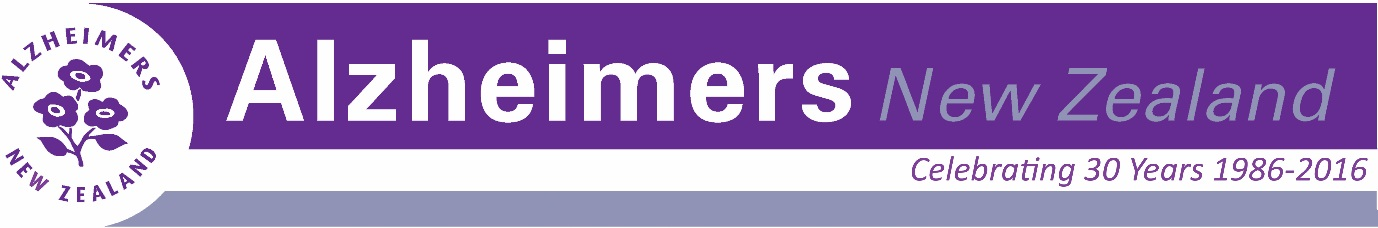 ALZHEIMERS
NEW ZEALAND
Alzheimers New Zealand
Celebrating 30 Years 1986-2016